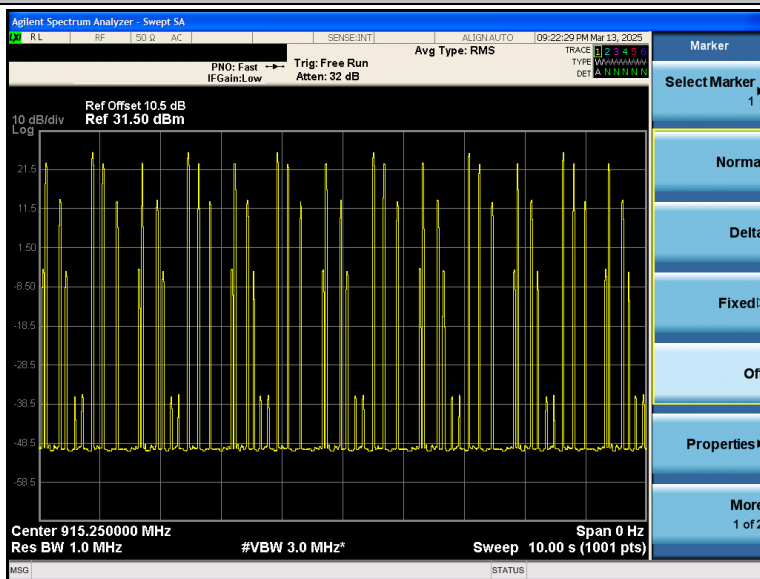 Agilent Spectrum Analyzer - Swept SA
LXI RL RF 50 Ω AC SENSE:INT ALIGN AUTO 09:22:29 PM Mar 13, 2025
Marker
PNO: Fast
IFGain:Low
Trig: Free Run
Atten: 32 dB
Avg Type: RMS
TRACE 1 2 3 4 5 6
TYPE
DET A N N N N N
Select Marker
1
Ref Offset 10.5 dB
10 dB/div Ref 31.50 dBm
Log
21.5
11.5
1.50
-8.50
-18.5
-28.5
-38.5
-48.5
-58.5
Norma
Delta
Fixed
Of
Properties
More
1 of 2
Center 915.250000 MHz Span 0 Hz
Res BW 1.0 MHz #VBW 3.0 MHz* Sweep 10.00 s (1001 pts)
MSG STATUS